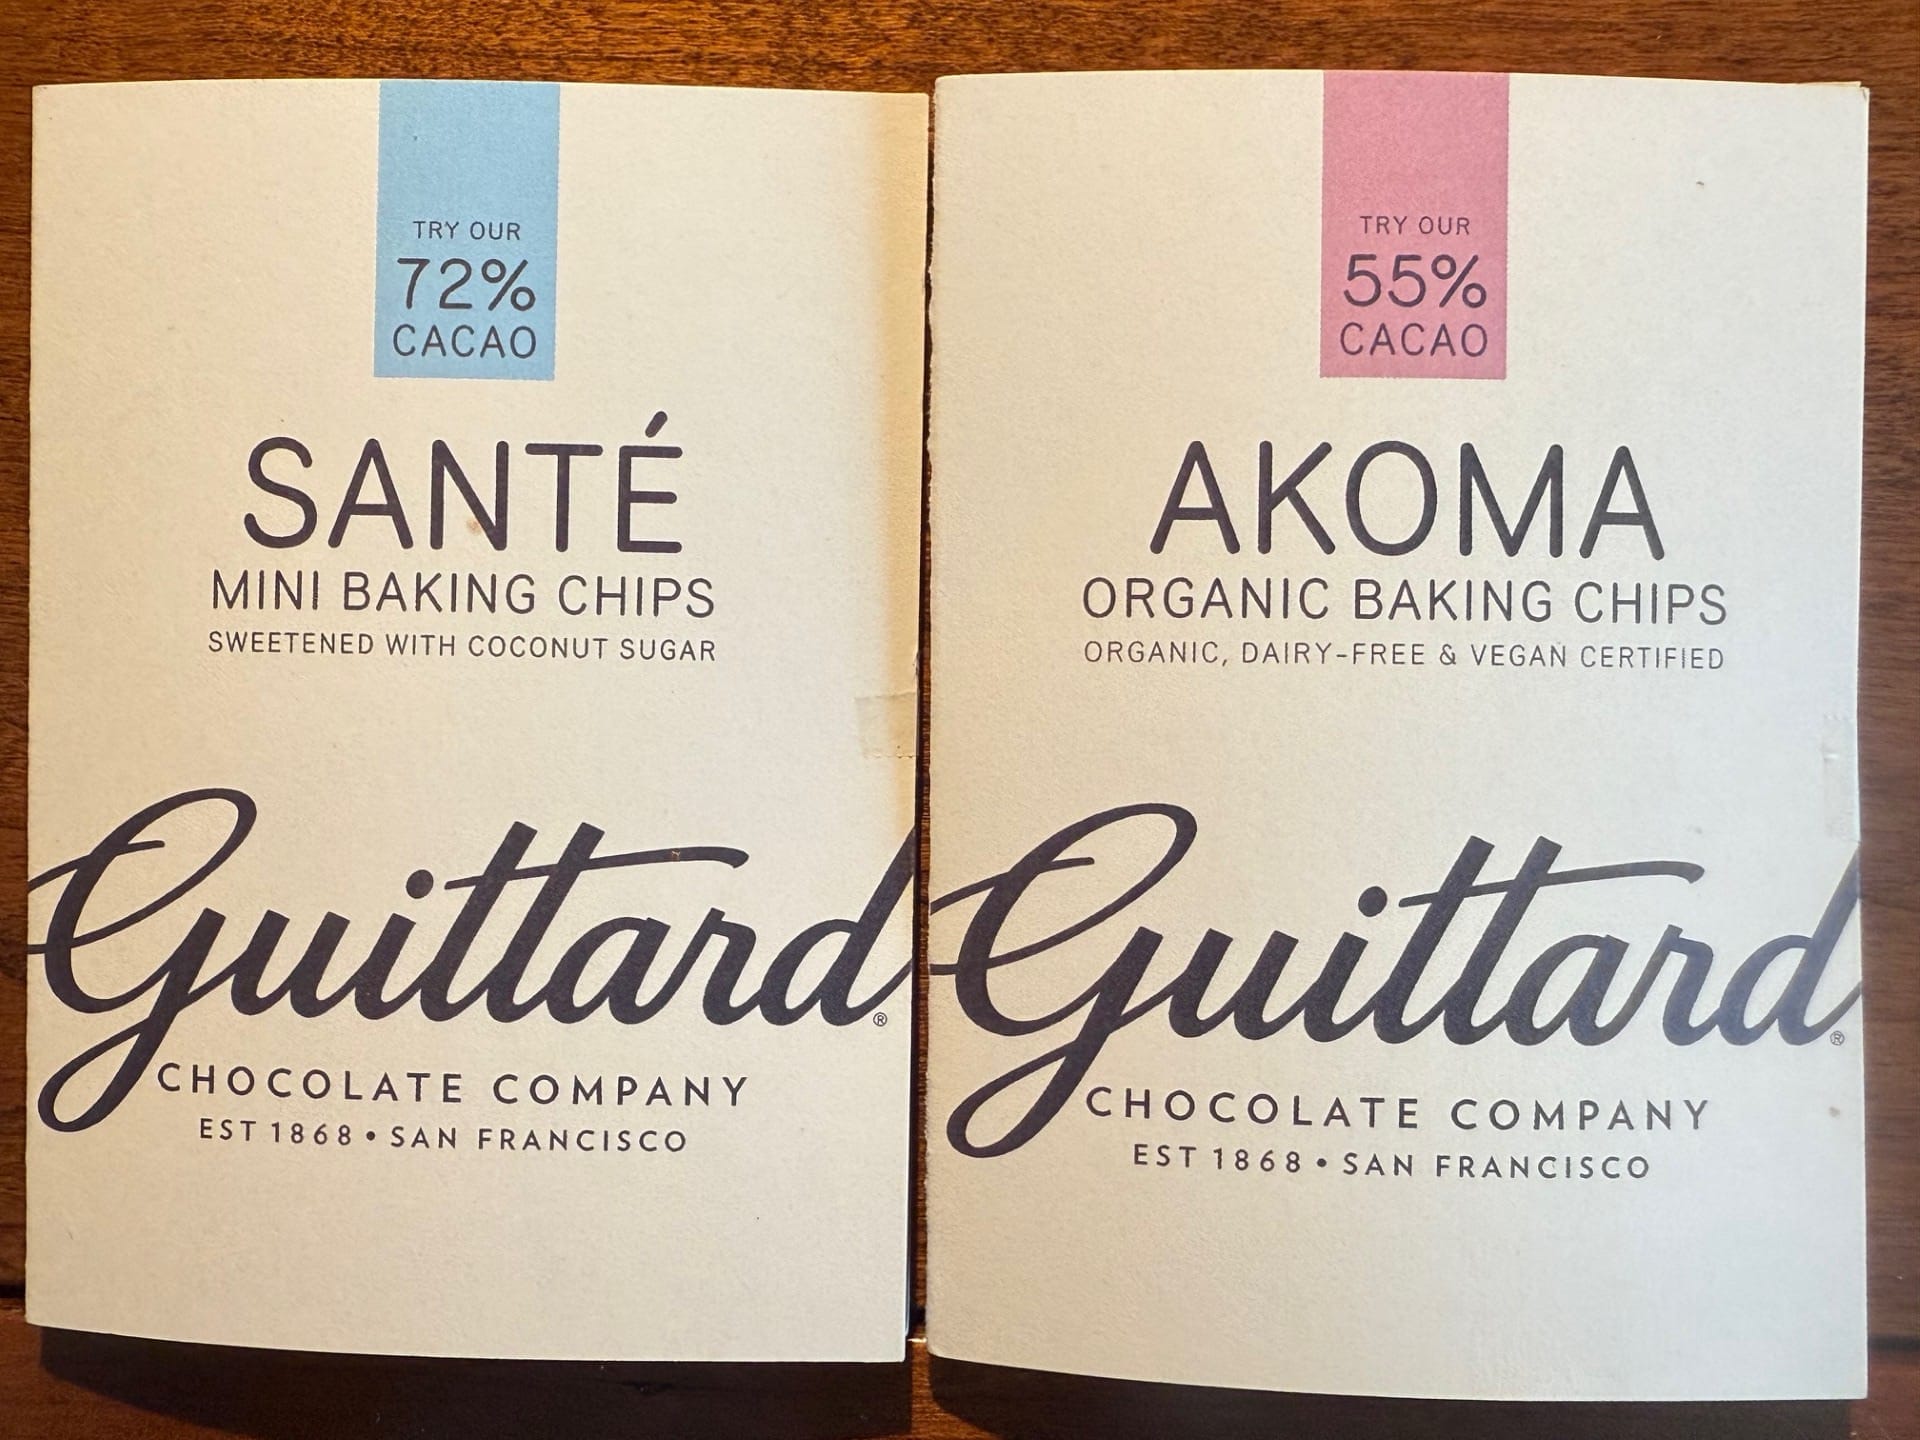 TRY OUR
72%
CACAO
SANTÉ
MINI BAKING CHIPS
SWEETENED WITH COCONUT SUGAR
Guittard®
CHOCOLATE COMPANY
EST 1868 • SAN FRANCISCO
TRY OUR
55%
CACAO
AKOMA
ORGANIC BAKING CHIPS
ORGANIC, DAIRY-FREE & VEGAN CERTIFIED
Guittard®
CHOCOLATE COMPANY
EST 1868 • SAN FRANCISCO